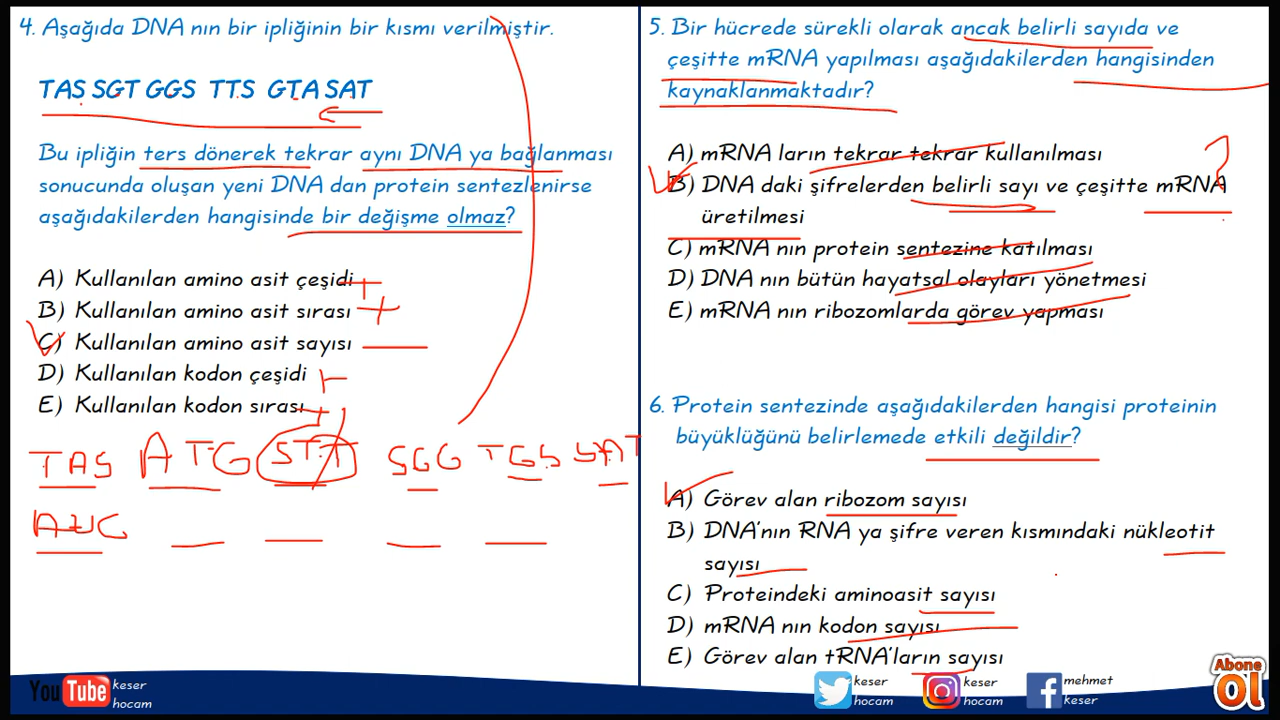 4. Aşağıda DNA nın bir ipliğinin bir kısmı verilmiştir.
TAS SGT GGS TTS GTA SAT
Bu ipliğin ters dönerek tekrar aynı DNA ya bağlanması
sonucunda oluşan yeni DNA dan protein sentezlenirse
aşağıdakilerden hangisinde bir değişme olmaz?
A) Kullanılan amino asit çeşidi
B) Kullanılan amino asit sırası
C) Kullanılan amino asit sayısı
D) Kullanılan kodon çeşidi
E) Kullanılan kodon sırası
TAS ATG STA SGG TGS SAT
AUG
5. Bir hücrede sürekli olarak ancak belirli sayıda ve
çeşitte mRNA yapılması aşağıdakilerden hangisinden
kaynaklanmaktadır?
A) mRNA ların tekrar tekrar kullanılması
B) DNA daki şifrelerden belirli sayı ve çeşitte mRNA
üretilmesi
C) mRNA nın protein sentezine katılması
D) DNA nın bütün hayatsal olayları yönetmesi
E) mRNA nın ribozomlarda görev yapması
?
6. Protein sentezinde aşağıdakilerden hangisi proteinin
büyüklüğünü belirlemede etkili değildir?
A) Görev alan ribozom sayısı
B) DNA'nın RNA ya şifre veren kısmındaki nükleotit
sayısı
C) Proteindeki aminoasit sayısı
D) mRNA nın kodon sayısı
E) Görev alan tRNA'ların sayısı
YouTube keser
hocam
keser
hocam
keser
hocam
mehmet
keser
Abone
OL